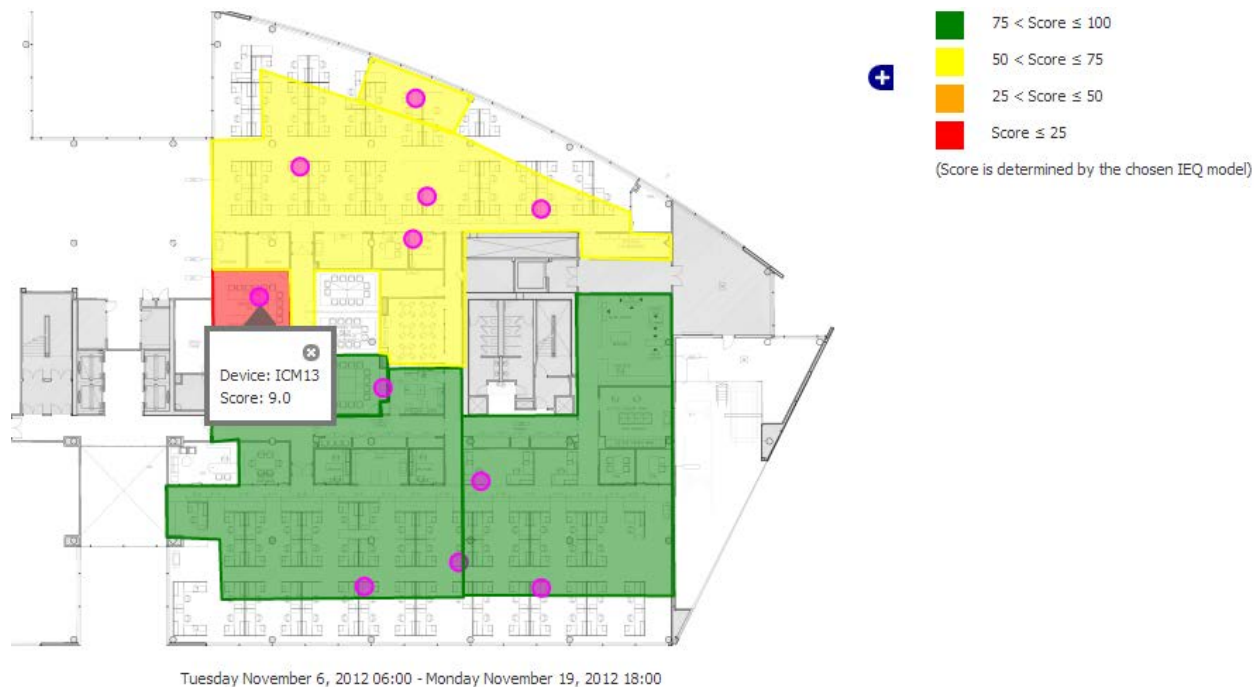 75 < Score ≤ 100
50 < Score ≤ 75
25 < Score ≤ 50
Score ≤ 25
(Score is determined by the chosen IEQ model)
Device: ICM13
Score: 9.0
Tuesday November 6, 2012 06:00 - Monday November 19, 2012 18:00